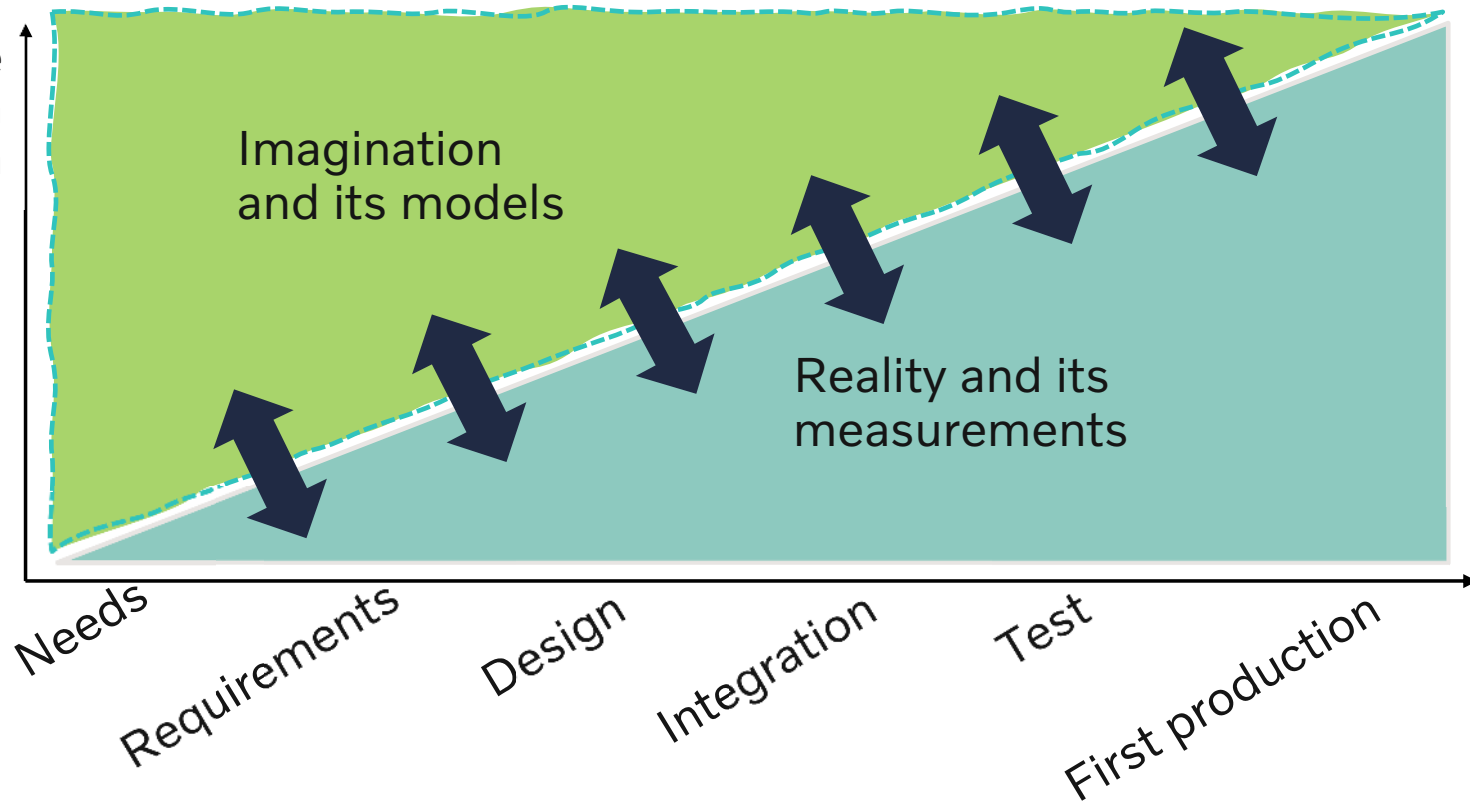 Imagination
and its models
Reality and its
measurements
Needs
Requirements
Design
Integration
Test
First production